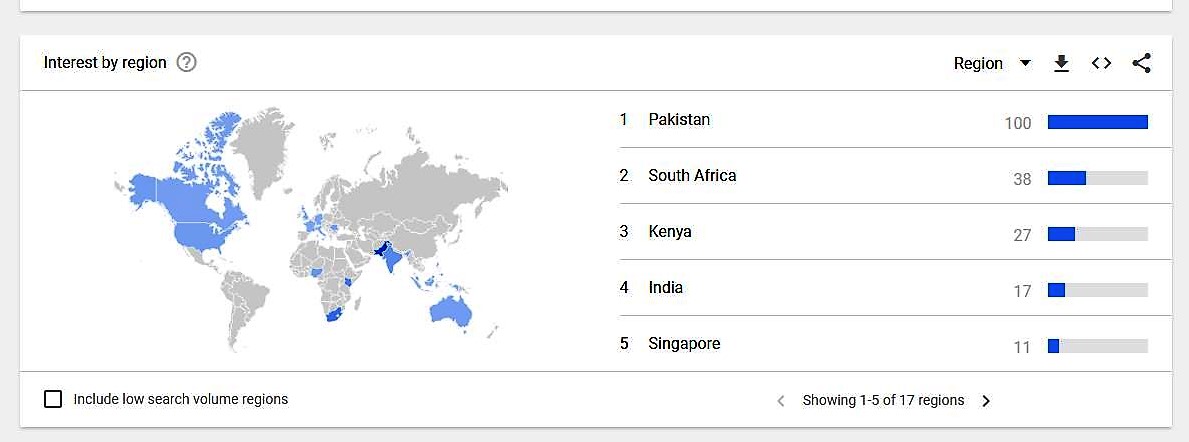 Interest by region ?
Region
1 Pakistan 100
2 South Africa 38
3 Kenya 27
4 India 17
5 Singapore 11
Include low search volume regions
Showing 1-5 of 17 regions